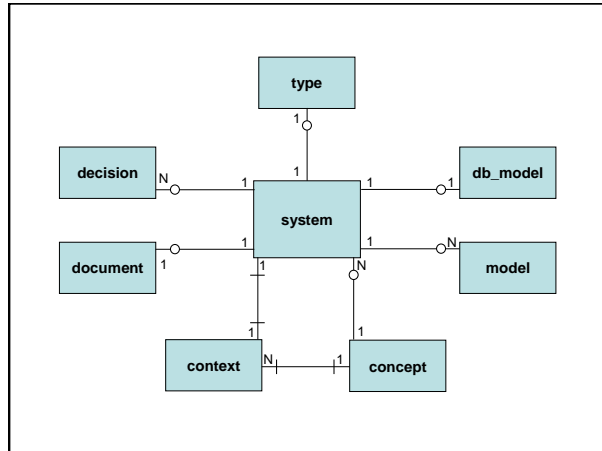 type
1
1
decision
N
1
1
1
db_model
system
document
1
1
1
N
model
1
N
1
1
context
N
1
concept